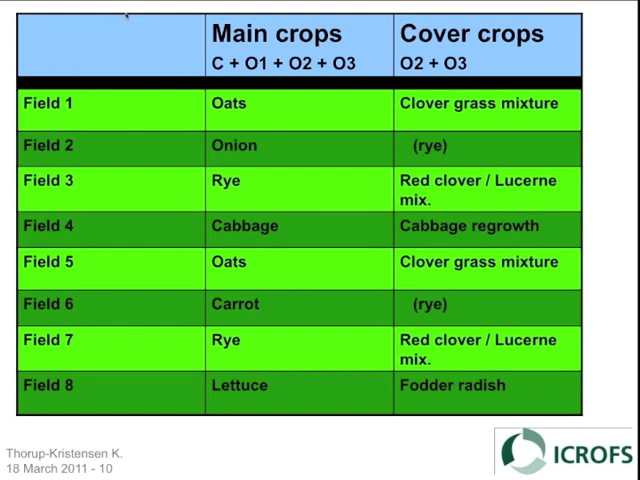 Main crops Cover crops
C + O1 + O2 + O3 O2 + O3
Field 1 Oats Clover grass mixture
Field 2 Onion (rye)
Field 3 Rye Red clover / Lucerne
mix.
Field 4 Cabbage Cabbage regrowth
Field 5 Oats Clover grass mixture
Field 6 Carrot (rye)
Field 7 Rye Red clover / Lucerne
mix.
Field 8 Lettuce Fodder radish
Thorup-Kristensen K.
18 March 2011 - 10
ICROFS